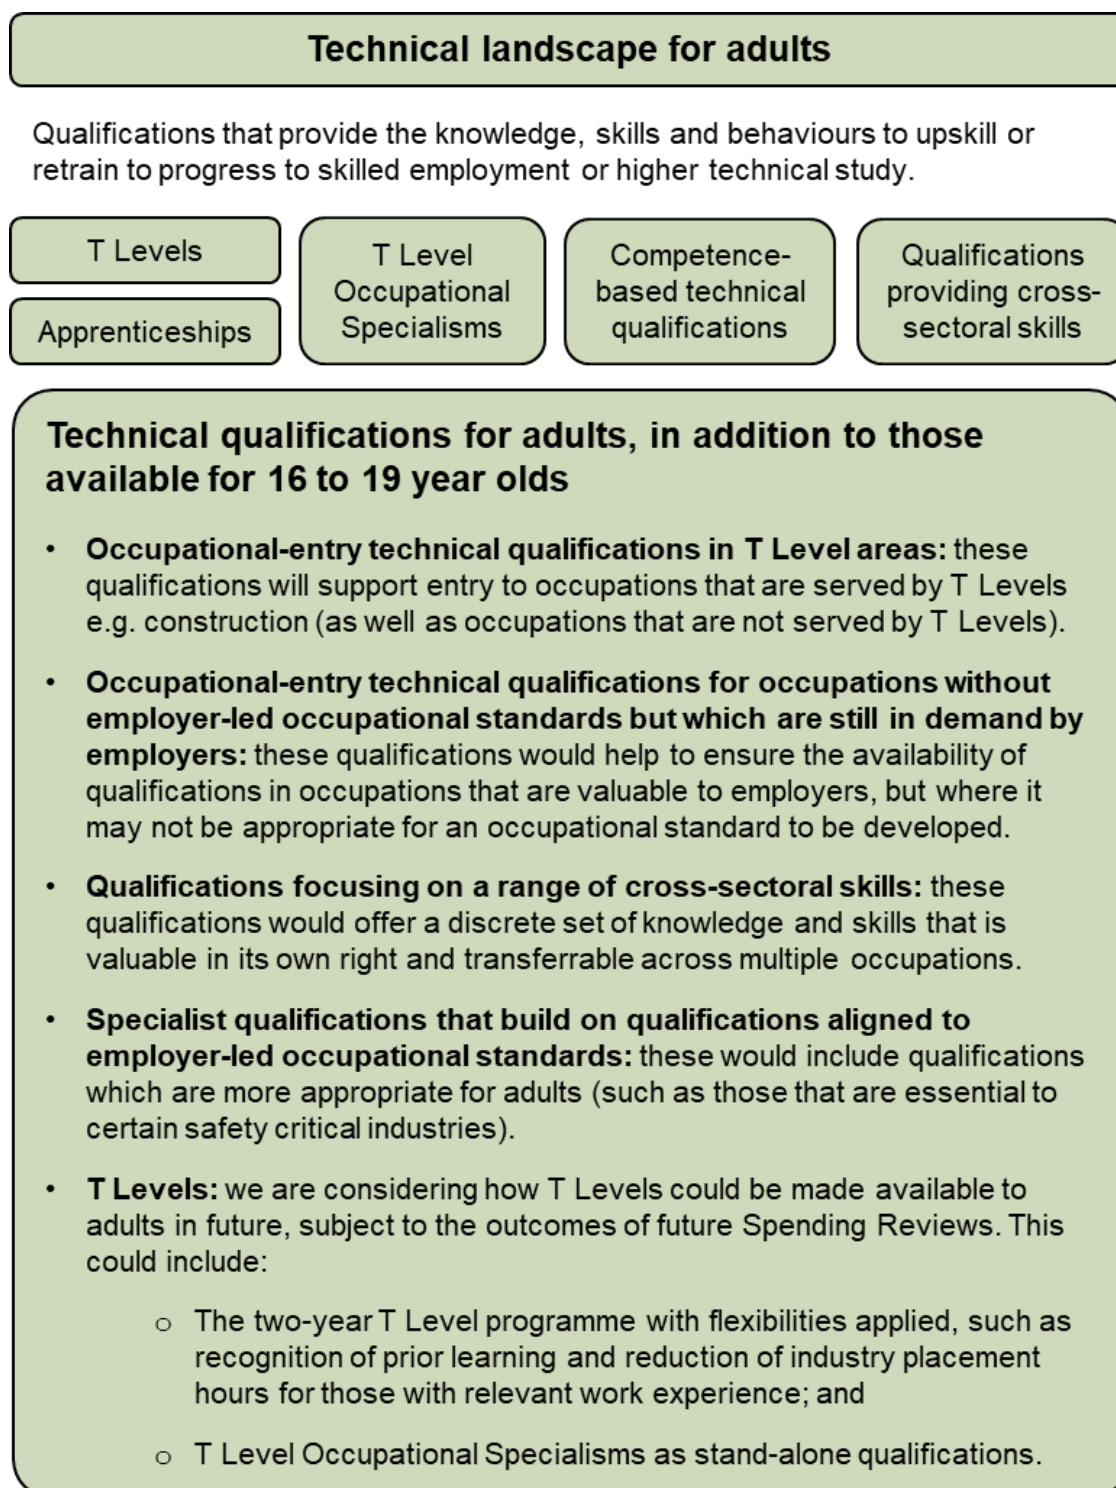 Technical landscape for adults
Qualifications that provide the knowledge, skills and behaviours to upskill or
retrain to progress to skilled employment or higher technical study.
T Levels
Apprenticeships
T Level
Occupational
Specialisms
Competence-
based technical
qualifications
Qualifications
providing cross-
sectoral skills
Technical qualifications for adults, in addition to those
available for 16 to 19 year olds
• Occupational-entry technical qualifications in T Level areas: these
qualifications will support entry to occupations that are served by T Levels
e.g. construction (as well as occupations that are not served by T Levels).
• Occupational-entry technical qualifications for occupations without
employer-led occupational standards but which are still in demand by
employers: these qualifications would help to ensure the availability of
qualifications in occupations that are valuable to employers, but where it
may not be appropriate for an occupational standard to be developed.
• Qualifications focusing on a range of cross-sectoral skills: these
qualifications would offer a discrete set of knowledge and skills that is
valuable in its own right and transferrable across multiple occupations.
• Specialist qualifications that build on qualifications aligned to
employer-led occupational standards: these would include qualifications
which are more appropriate for adults (such as those that are essential to
certain safety critical industries).
• T Levels: we are considering how T Levels could be made available to
adults in future, subject to the outcomes of future Spending Reviews. This
could include:
o The two-year T Level programme with flexibilities applied, such as
recognition of prior learning and reduction of industry placement
hours for those with relevant work experience; and
o T Level Occupational Specialisms as stand-alone qualifications.